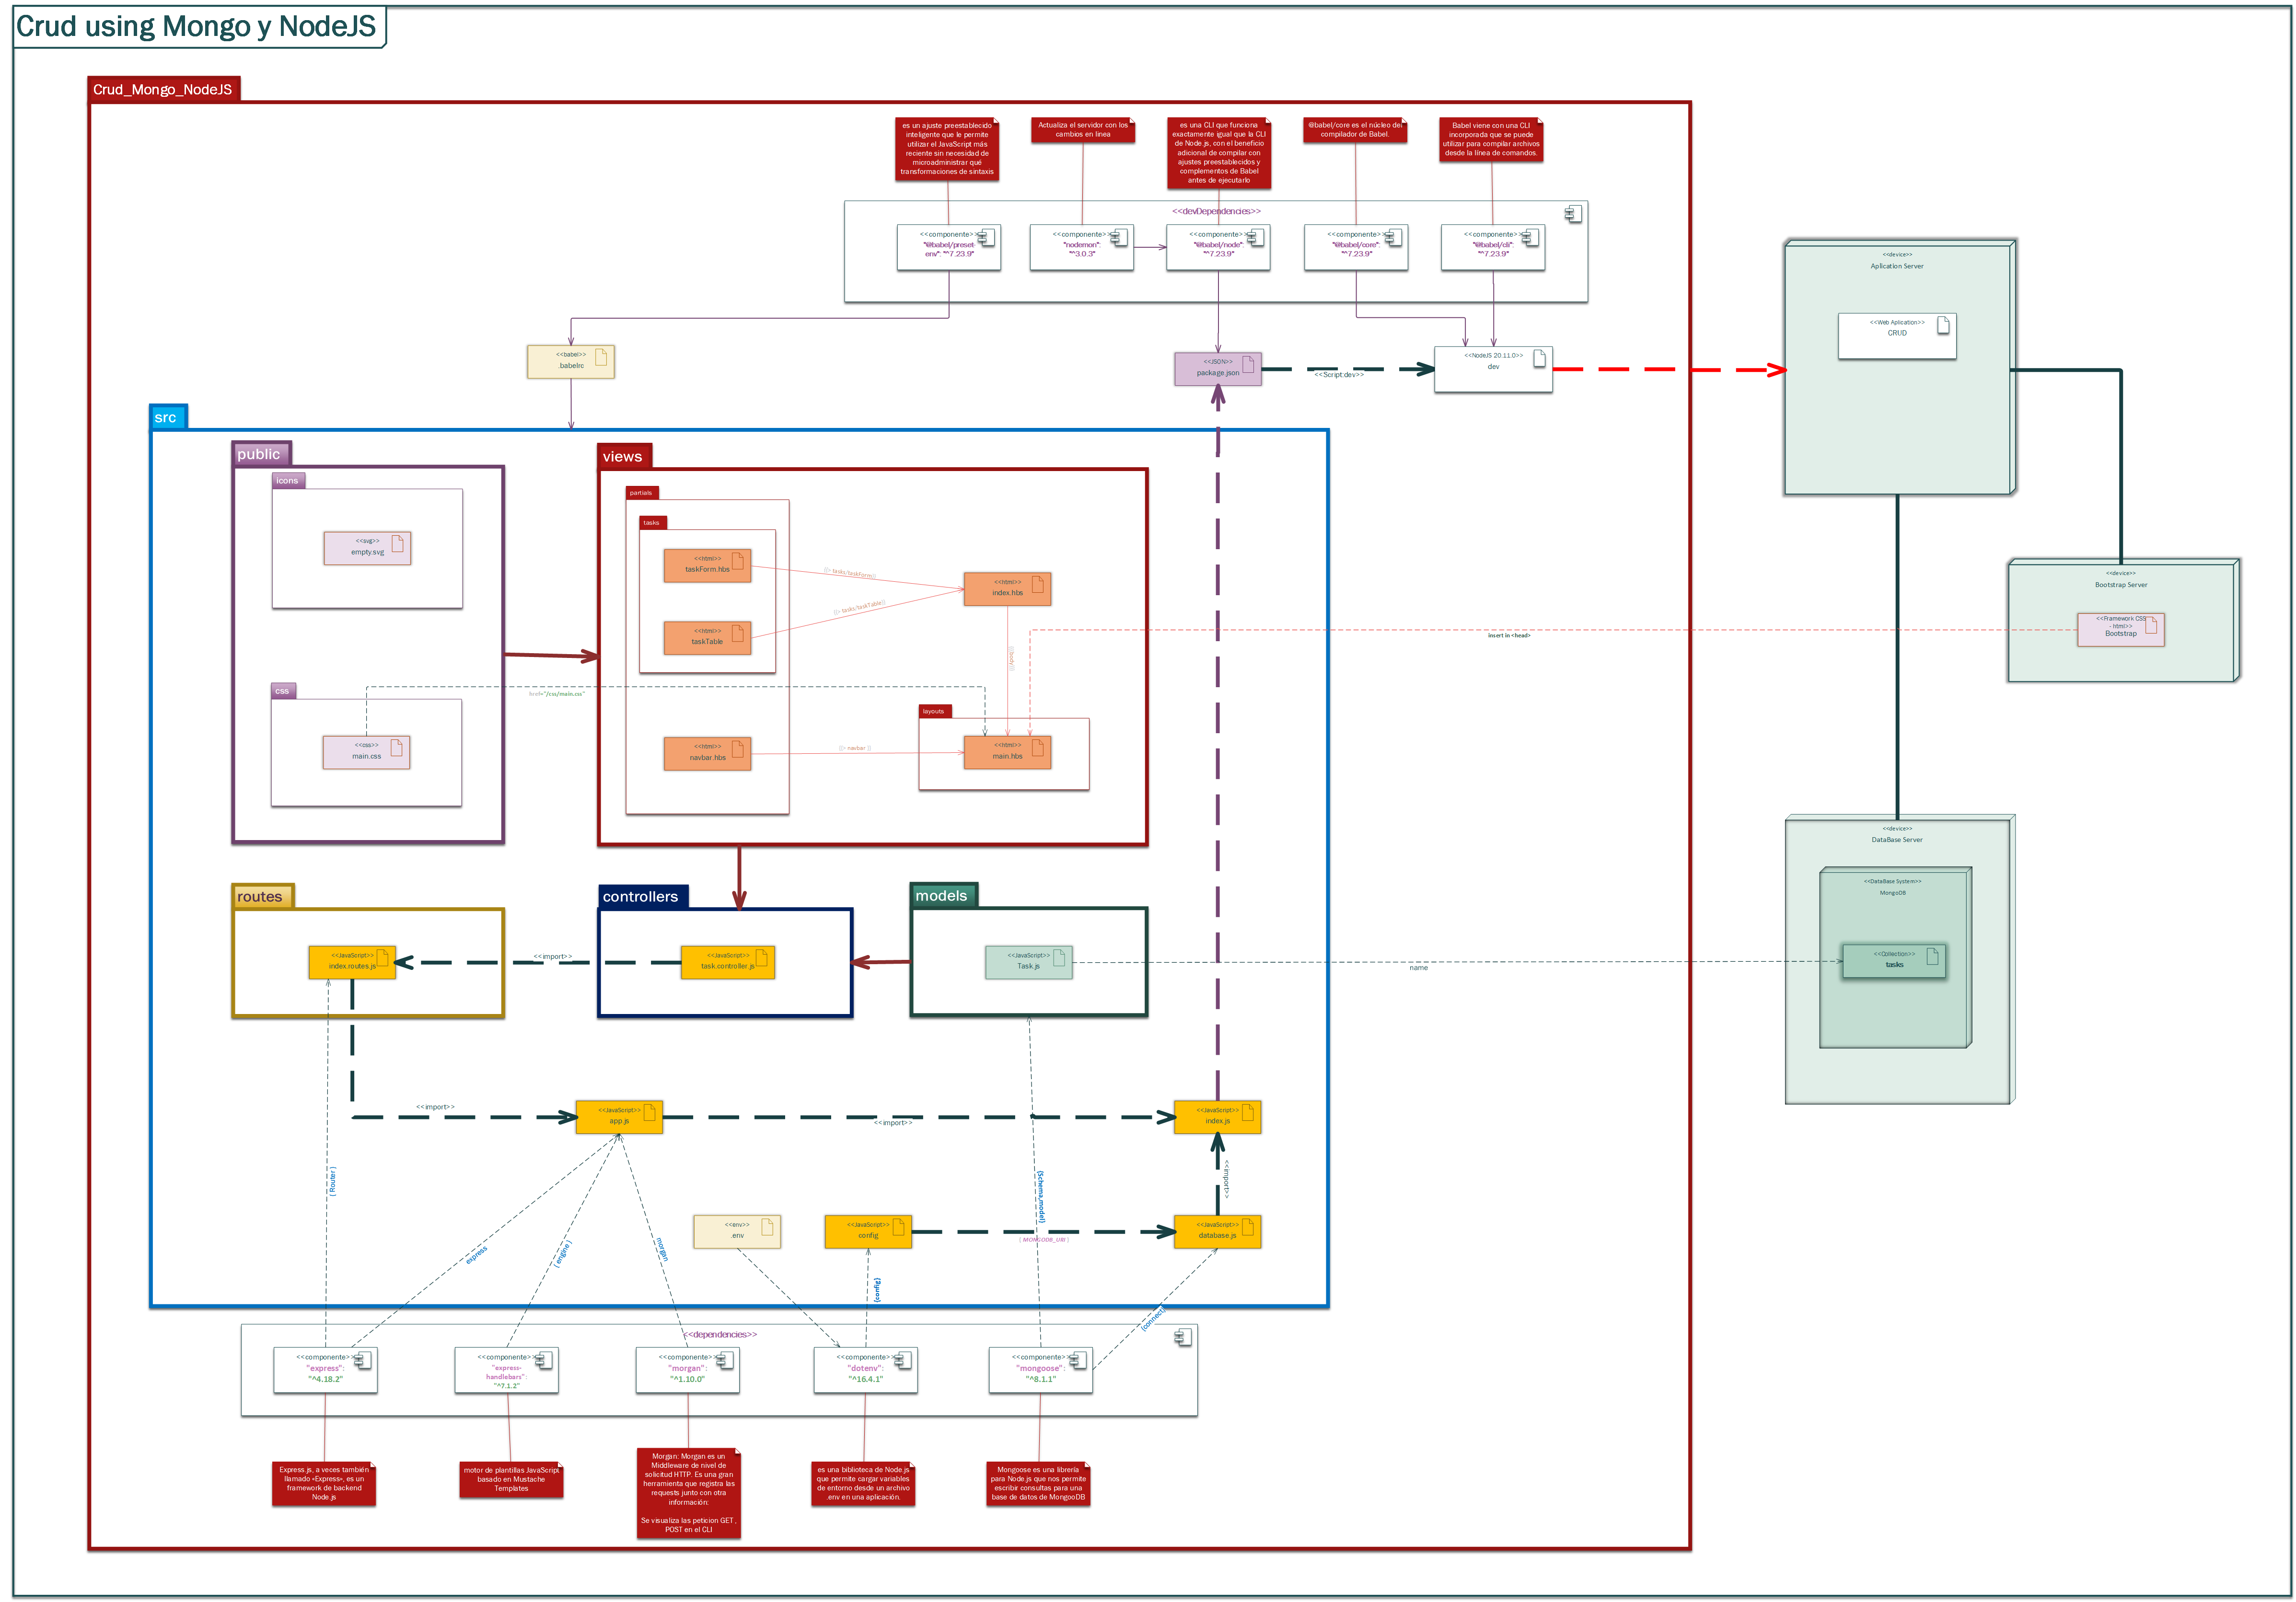 Crud using Mongo y NodeJS
Crud_Mongo_NodeJS
es un ajuste preestablecido
inteligente que le permite
utilizar el JavaScript más
reciente sin necesidad de
microadministrar qué
transformaciones de sintaxis
Actualiza el servidor con los
cambios en linea
es una CLI que funciona
exactamente igual que la CLI
de Node.js, con el beneficio
adicional de compilar con
ajustes preestablecidos y
complementos de Babel
antes de ejecutarlo
@babel/core es el núcleo del
compilador de Babel.
Babel viene con una CLI
incorporada que se puede
utilizar para compilar archivos
desde la línea de comandos.
<<devDependencies>>
<<componente>>
"@babel/preset-
env": "^7.23.9"
<<componente>>
"nodemon":
"^3.0.3"
<<componente>>
"@babel/node":
"^7.23.9"
<<componente>>
"@babel/core":
"^7.23.9"
<<componente>>
"@babel/cli":
"^7.23.9"
<<device>>
Aplication Server
<<Web Aplication>>
CRUD
<<babel>>
.babelrc
<<JSON>>
package.json
<<Script:dev>>
<<NodeJS 20.11.0>>
dev
src
public
icons
<<svg>>
empty.svg
css
<<css>>
main.css
href="/css/main.css"
views
partials
tasks
<<html>>
taskForm.hbs
{{> tasks/taskForm}}
<<html>>
taskTable
{{> tasks/taskTable}}
<<html>>
index.hbs
{{{body}}}
<<html>>
navbar.hbs
{{> navbar }}
layouts
<<html>>
main.hbs
insert in <head>
<<device>>
Bootstrap Server
<<Framework CSS
- html>>
Bootstrap
<<device>>
DataBase Server
<<DataBase System>>
MongoDB
<<Collection>>
tasks
routes
<<JavaScript>>
index.routes.js
<<import>>
controllers
<<JavaScript>>
task.controller.js
models
<<JavaScript>>
Task.js
name
<<import>>
<<JavaScript>>
app.js
<<import>>
<<JavaScript>>
index.js
<<import>>
{ Router }
express
{ engine }
morgan
{Schema,model}
<<env>>
.env
<<JavaScript>>
config
{ MONGODB_URI }
<<JavaScript>>
database.js
{config}
{connect}
<<dependencies>>
<<componente>>
"express":
"^4.18.2"
<<componente>>
"express-
handlebars":
"^7.1.2"
<<componente>>
"morgan":
"^1.10.0"
<<componente>>
"dotenv":
"^16.4.1"
<<componente>>
"mongoose":
"^8.1.1"
Express.js, a veces también
llamado «Express», es un
framework de backend
Node.js
motor de plantillas JavaScript
basado en Mustache
Templates
Morgan: Morgan es un
Middleware de nivel de
solicitud HTTP. Es una gran
herramienta que registra las
requests junto con otra
información:
Se visualiza las peticion GET ,
POST en el CLI
es una biblioteca de Node.js
que permite cargar variables
de entorno desde un archivo
.env en una aplicación.
Mongoose es una librería
para Node.js que nos permite
escribir consultas para una
base de datos de MongooDB